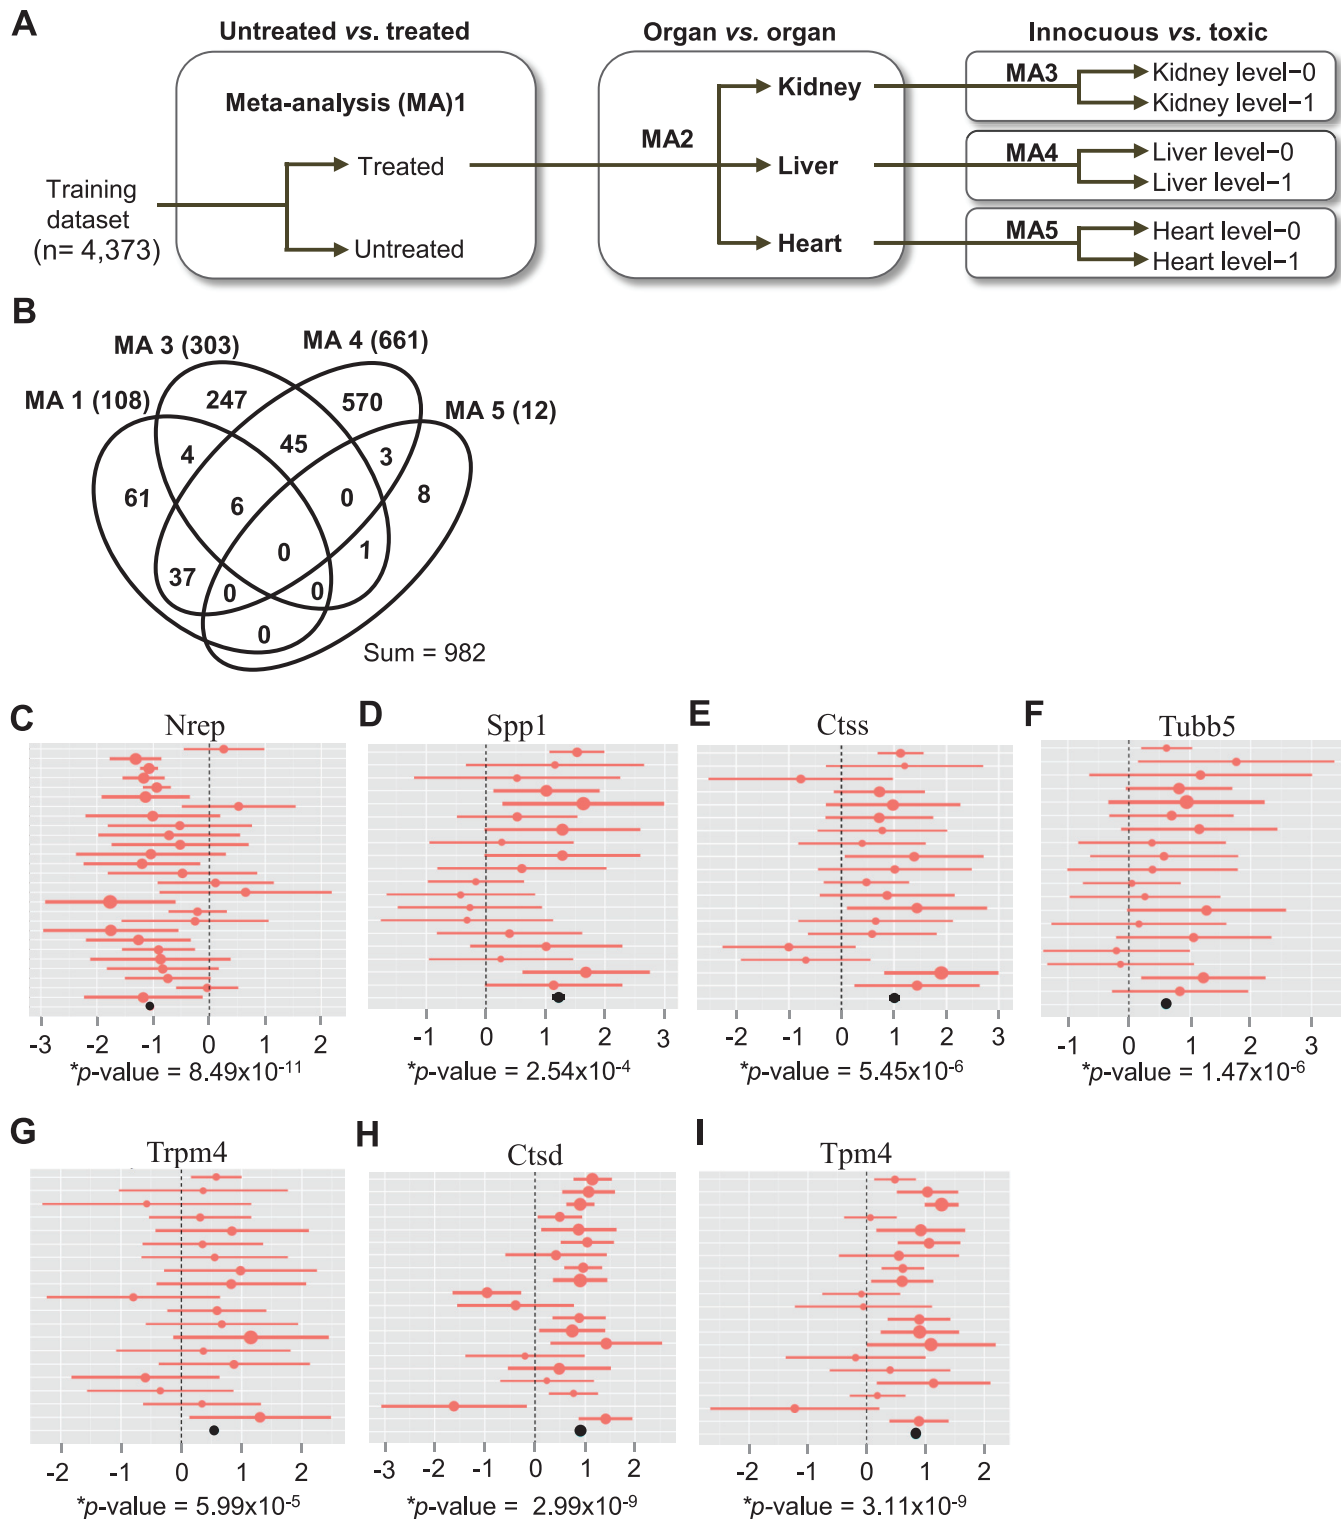 A
Untreated vs. treated
Organ vs. organ
Innocuous vs. toxic
Meta-analysis (MA)1
Treated
Untreated
Training
dataset
(n= 4,373)
MA2
Kidney
Liver
Heart
MA3
Kidney level−0
Kidney level−1
MA4
Liver level−0
Liver level−1
MA5
Heart level−0
Heart level−1
B
MA 3 (303)
MA 4 (661)
MA 1 (108)
MA 5 (12)
247
570
4
45
3
61
6
0
8
0
1
37
0
0
0
Sum = 982
C
Nrep
-3 -2 -1 0 1 2
*p-value = 8.49x10-11
D
Spp1
-1 0 1 2 3
*p-value = 2.54x10-4
E
Ctss
-2 -1 0 1 2 3
*p-value = 5.45x10-6
F
Tubb5
-1 0 1 2 3
*p-value = 1.47x10-6
G
Trpm4
-2 -1 0 1 2
*p-value = 5.99x10-5
H
Ctsd
-3 -2 -1 0 1 2
*p-value = 2.99x10-9
I
Tpm4
-2 -1 0 1 2
*p-value = 3.11x10-9